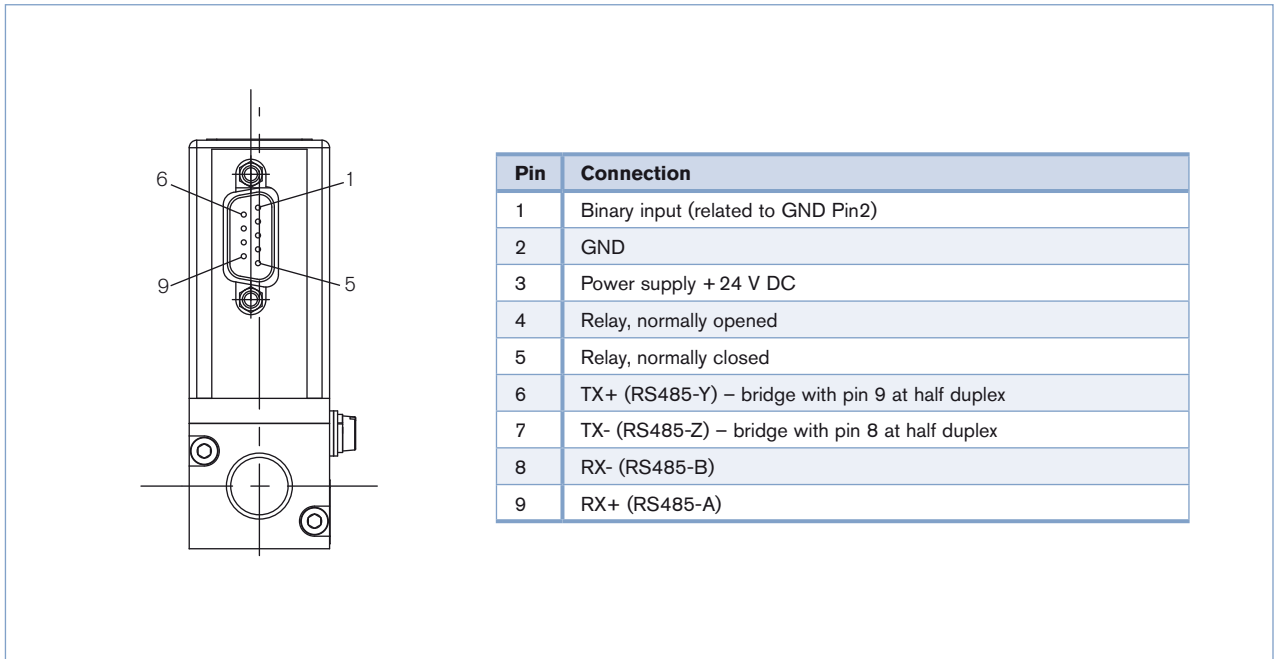 6
1
9
5
Pin Connection
1 Binary input (related to GND Pin2)
2 GND
3 Power supply + 24 V DC
4 Relay, normally opened
5 Relay, normally closed
6 TX+ (RS485-Y) – bridge with pin 9 at half duplex
7 TX- (RS485-Z) – bridge with pin 8 at half duplex
8 RX- (RS485-B)
9 RX+ (RS485-A)